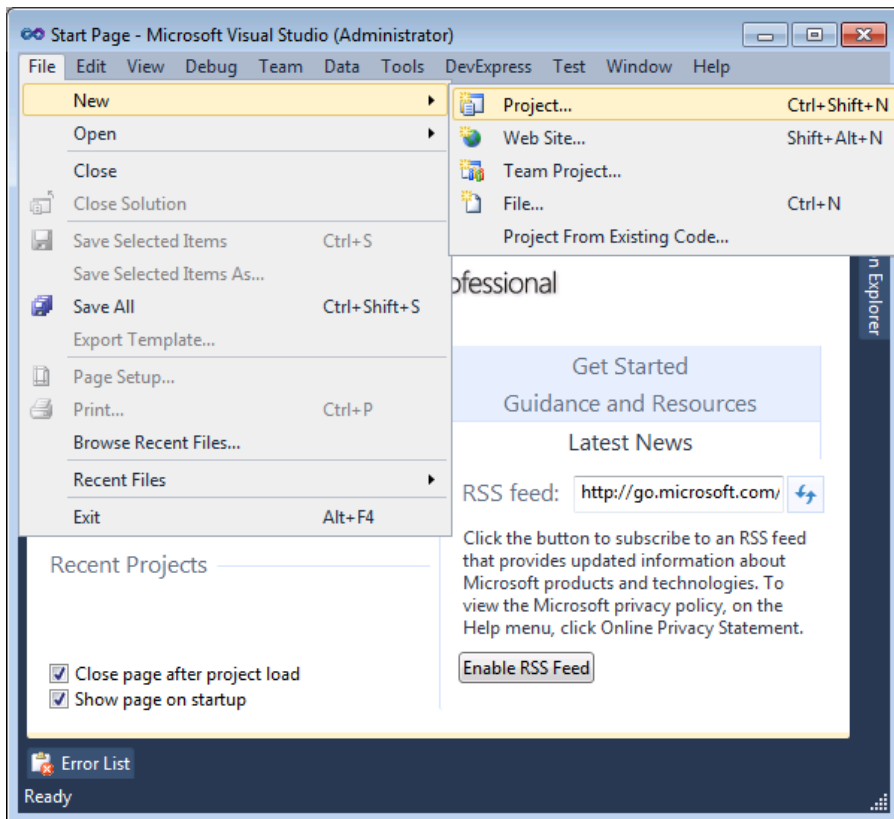 Start Page - Microsoft Visual Studio (Administrator)
File Edit View Debug Team Data Tools DevExpress Test Window Help
New
Open
Close
Close Solution
Save Selected Items Ctrl+S
Save Selected Items As...
Save All Ctrl+Shift+S
Export Template...
Page Setup...
Print... Ctrl+P
Browse Recent Files...
Recent Files
Exit Alt+F4
Project... Ctrl+Shift+N
Web Site... Shift+Alt+N
Team Project...
File... Ctrl+N
Project From Existing Code...
ofessional
n Explorer
Get Started
Guidance and Resources
Latest News
RSS feed: http://go.microsoft.com/
Click the button to subscribe to an RSS feed
that provides updated information about
Microsoft products and technologies. To
view the Microsoft privacy policy, on the
Help menu, click Online Privacy Statement.
Enable RSS Feed
Recent Projects
Close page after project load
Show page on startup
Error List
Ready